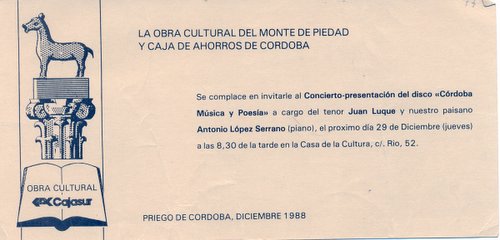 LA OBRA CULTURAL DEL MONTE DE PIEDAD
Y CAJA DE AHORROS DE CORDOBA
Se complace en invitarle al Concierto-presentación del disco «Córdoba
Música y Poesía» a cargo del tenor Juan Luque y nuestro paisano
Antonio López Serrano (piano), el proximo día 29 de Diciembre (jueves)
a las 8,30 de la tarde en la Casa de la Cultura, c/. Rio, 52.
OBRA CULTURAL
Cajasur
PRIEGO DE CORDOBA, DICIEMBRE 1988